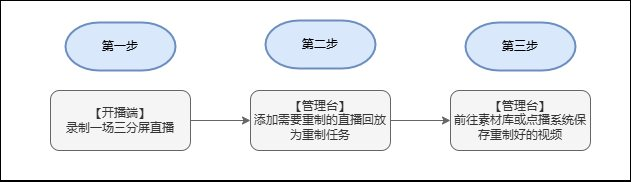 第一步
第二步
第三步
【开播端】
录制一场三分屏直播
【管理台】
添加需要重制的直播回放
为重制任务
【管理台】
前往素材库或点播系统保
存重制好的视频